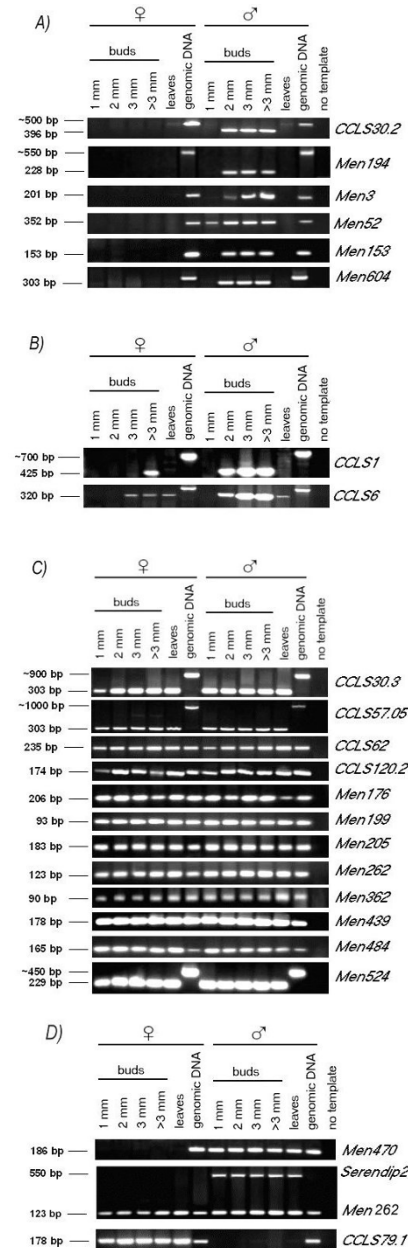 A)
♀ ♂
buds buds
1 mm 2 mm 3 mm >3 mm leaves genomic DNA 1 mm 2 mm 3 mm >3 mm leaves genomic DNA no template
~500 bp
396 bp CCLS30.2
~550 bp
228 bp Men194
201 bp Men3
352 bp Men52
153 bp Men153
303 bp Men604
B)
♀ ♂
buds buds
1 mm 2 mm 3 mm >3 mm leaves genomic DNA 1 mm 2 mm 3 mm >3 mm leaves genomic DNA no template
~700 bp
425 bp CCLS1
320 bp CCLS6
C)
♀ ♂
buds buds
1 mm 2 mm 3 mm >3 mm leaves genomic DNA 1 mm 2 mm 3 mm >3 mm leaves genomic DNA no template
~900 bp
303 bp CCLS30.3
~1000 bp
303 bp CCLS57.05
235 bp CCLS62
174 bp CCLS120.2
206 bp Men176
93 bp Men199
183 bp Men205
123 bp Men262
90 bp Men362
178 bp Men439
165 bp Men484
~450 bp
229 bp Men524
D)
♀ ♂
buds buds
1 mm 2 mm 3 mm >3 mm leaves genomic DNA 1 mm 2 mm 3 mm >3 mm leaves genomic DNA no template
186 bp Men470
550 bp Serendip2
123 bp Men262
178 bp CCLS79.1